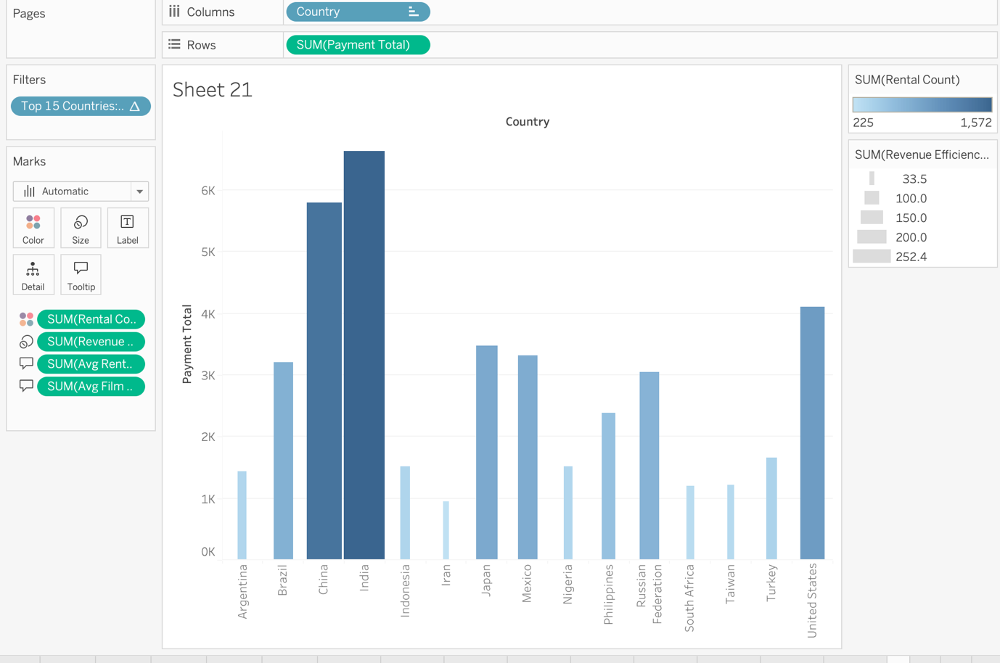 Pages
Columns
Country
Rows
SUM(Payment Total)
Filters
Top 15 Countries:..
Marks
Automatic
Color
Size
T
Label
Detail
Tooltip
SUM(Rental Co..
SUM(Revenue ..
SUM(Avg Rent..
SUM(Avg Film ..
Sheet 21
Country
Payment Total
6K
5K
4K
3K
2K
1K
0K
Argentina
Brazil
China
India
Indonesia
Iran
Japan
Mexico
Nigeria
Philippines
Russian
Federation
South Africa
Taiwan
Turkey
United States
SUM(Rental Count)
225 1,572
SUM(Revenue Efficienc...
33.5
100.0
150.0
200.0
252.4